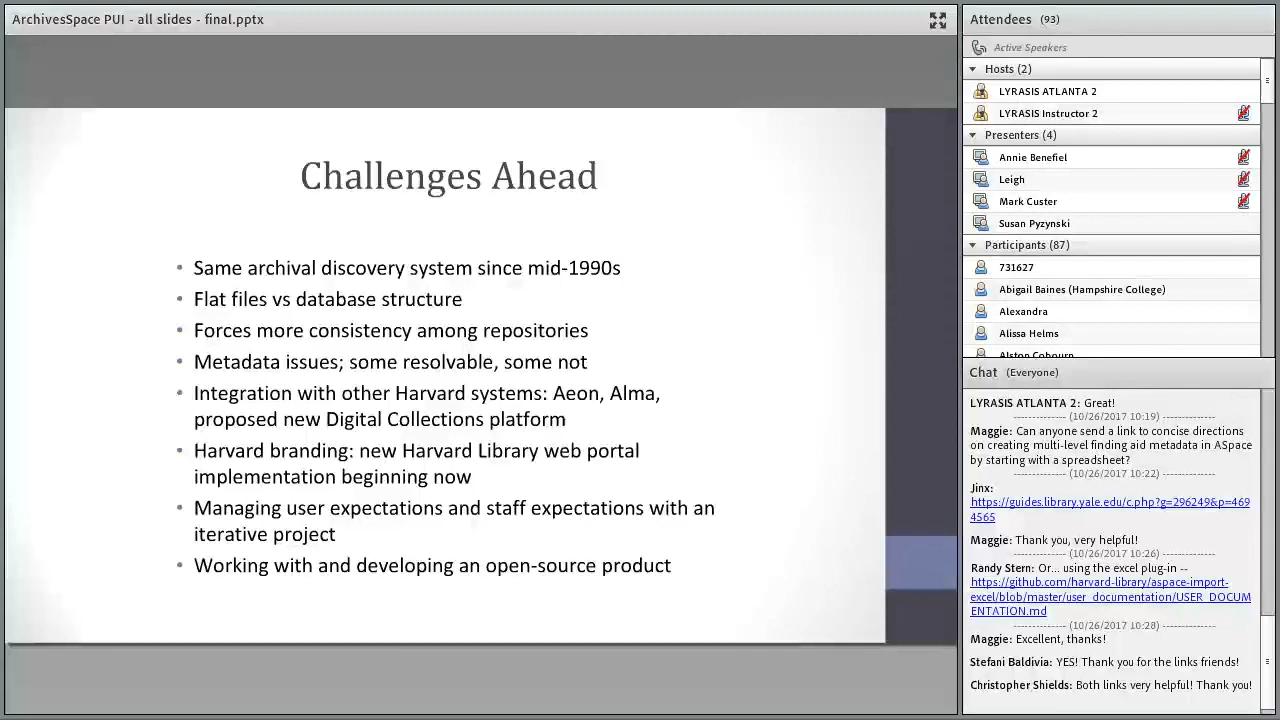 ArchivesSpace PUI - all slides - final.pptx
Challenges Ahead
• Same archival discovery system since mid-1990s
• Flat files vs database structure
• Forces more consistency among repositories
• Metadata issues; some resolvable, some not
• Integration with other Harvard systems: Aeon, Alma,
proposed new Digital Collections platform
• Harvard branding: new Harvard Library web portal
implementation beginning now
• Managing user expectations and staff expectations with an
iterative project
• Working with and developing an open-source product
Attendees (93)
Active Speakers
Hosts (2)
LYRASIS ATLANTA 2
LYRASIS Instructor 2
Presenters (4)
Annie Benefiel
Leigh
Mark Custer
Susan Pyzynski
Participants (87)
731627
Abigail Baines (Hampshire College)
Alexandra
Alissa Helms
Alston Cobourn
Chat (Everyone)
LYRASIS ATLANTA 2: Great!
-------------- (10/26/2017 10:19) --------------
Maggie: Can anyone send a link to concise directions
on creating multi-level finding aid metadata in ASpace
by starting with a spreadsheet?
-------------- (10/26/2017 10:22) --------------
Jinx:
https://guides.library.yale.edu/c.php?g=296249&p=469
4565
Maggie: Thank you, very helpful!
-------------- (10/26/2017 10:26) --------------
Randy Stern: Or... using the excel plug-in --
https://github.com/harvard-library/aspace-import-
excel/blob/master/user_documentation/USER_DOCUM
ENTATION.md
-------------- (10/26/2017 10:28) --------------
Maggie: Excellent, thanks!
Stefani Baldivia: YES! Thank you for the links friends!
Christopher Shields: Both links very helpful! Thank you!